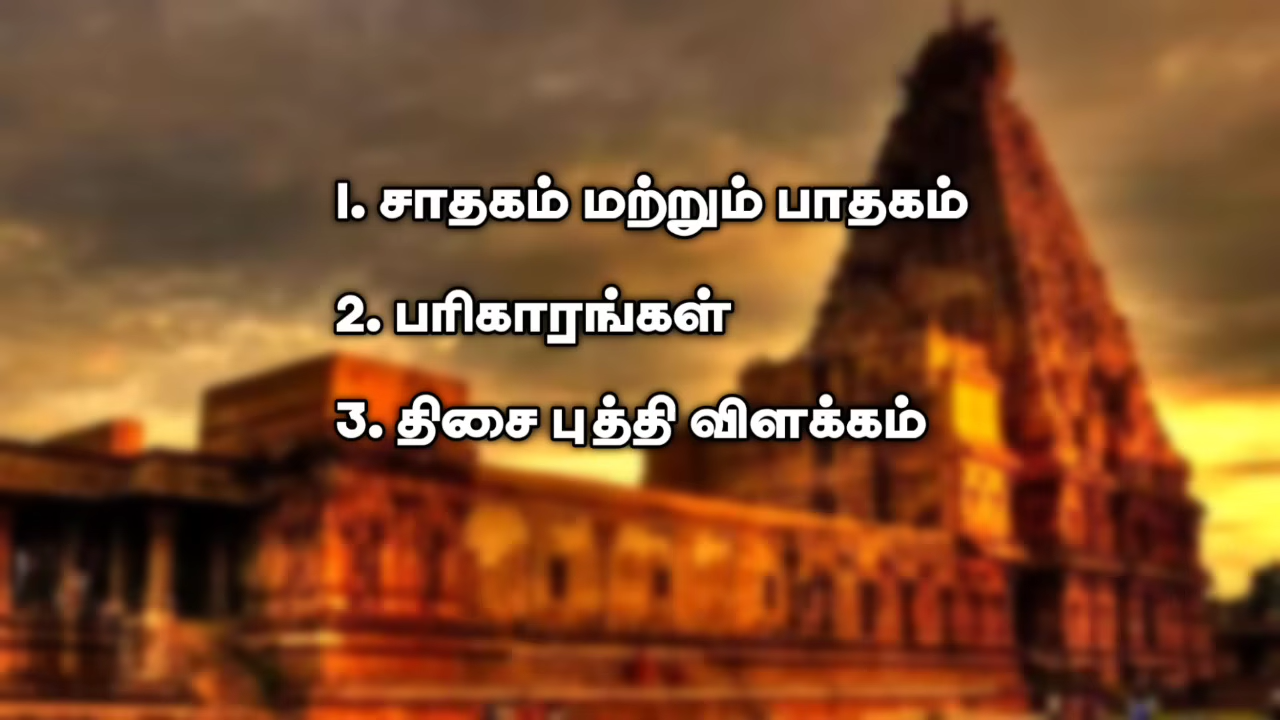 1. சாதகம் மற்றும் பாதகம்
2. பரிகாரங்கள்
3. திசை புத்தி விளக்கம்